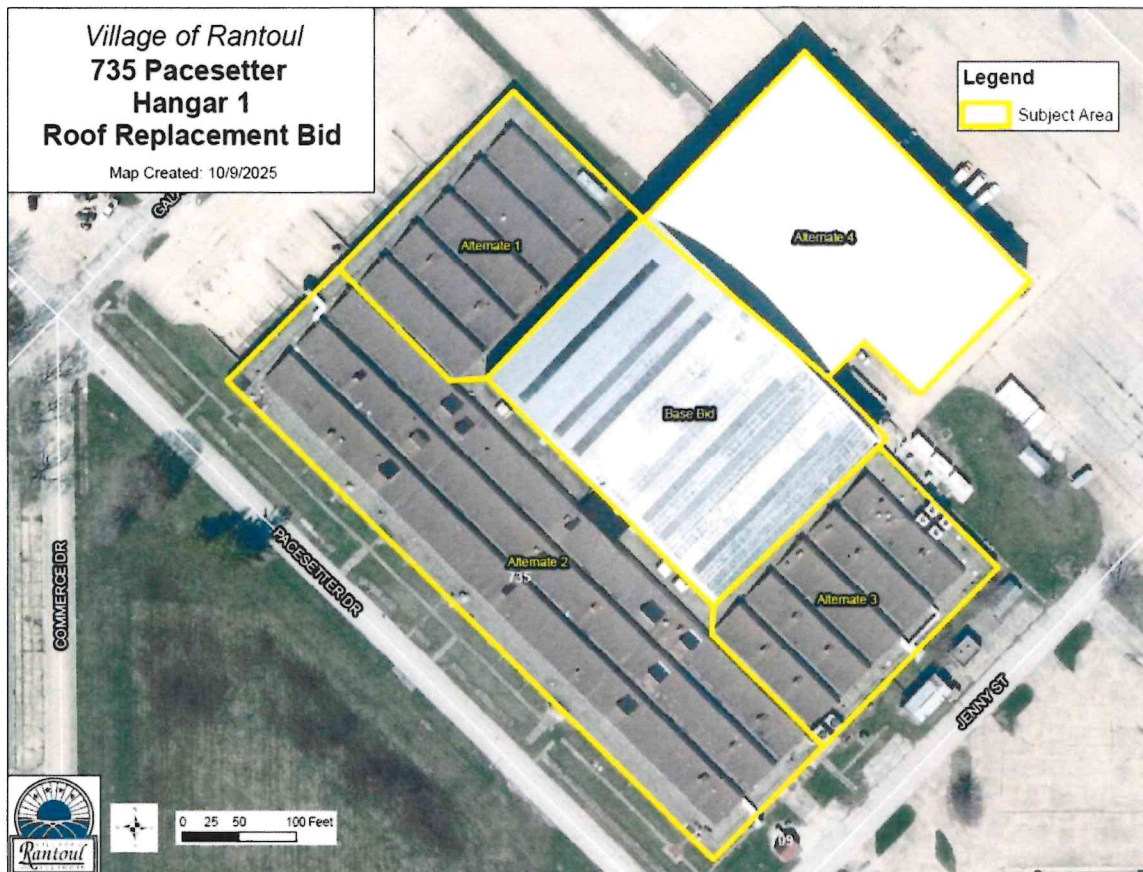 Village of Rantoul
735 Pacesetter
Hangar 1
Roof Replacement Bid
Map Created: 10/9/2025
Legend
Subject Area
Alternate 1
Alternate 4
Base Bid
Alternate 2
735
Alternate 3
COMMERCE DR
PACESETTER DR
JENNY ST
Rantoul
0 25 50 100 Feet